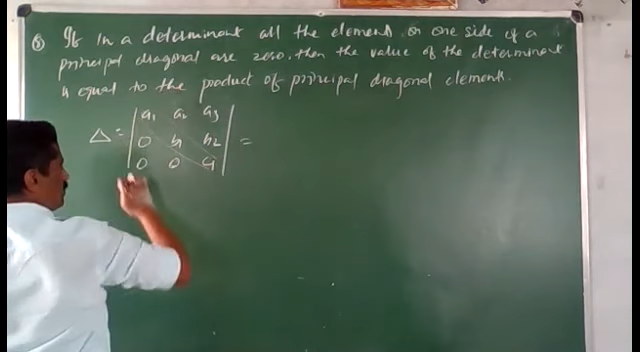 ⑧ If in a determinant all the elements on one side of a
principal diagonal are zero, then the value of the determinant
is equal to the product of principal diagonal elements.
a₁ a₂ a₃
Δ = 0 b₁ b₂ =
0 0 c₁